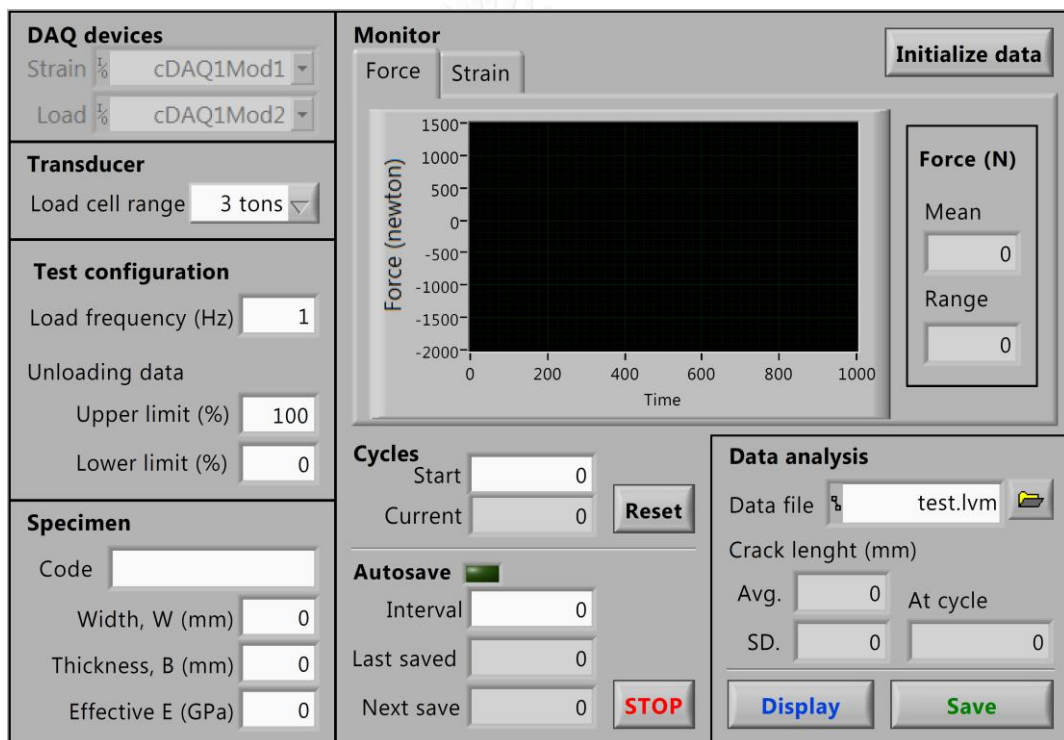 DAQ devices
Strain cDAQ1Mod1
Load cDAQ1Mod2
Transducer
Load cell range 3 tons
Test configuration
Load frequency (Hz) 1
Unloading data
Upper limit (%) 100
Lower limit (%) 0
Specimen
Code
Width, W (mm) 0
Thickness, B (mm) 0
Effective E (GPa) 0
Monitor
Initialize data
Force Strain
Force (newton)
1500
1000
500
0
-500
-1000
-1500
-2000
0 200 400 600 800 1000
Time
Force (N)
Mean
0
Range
0
Cycles
Start 0
Current 0
Reset
Autosave
Interval 0
Last saved 0
Next save 0
STOP
Data analysis
Data file test.lvm
Crack lenght (mm)
Avg. 0
At cycle
SD. 0
0
Display Save